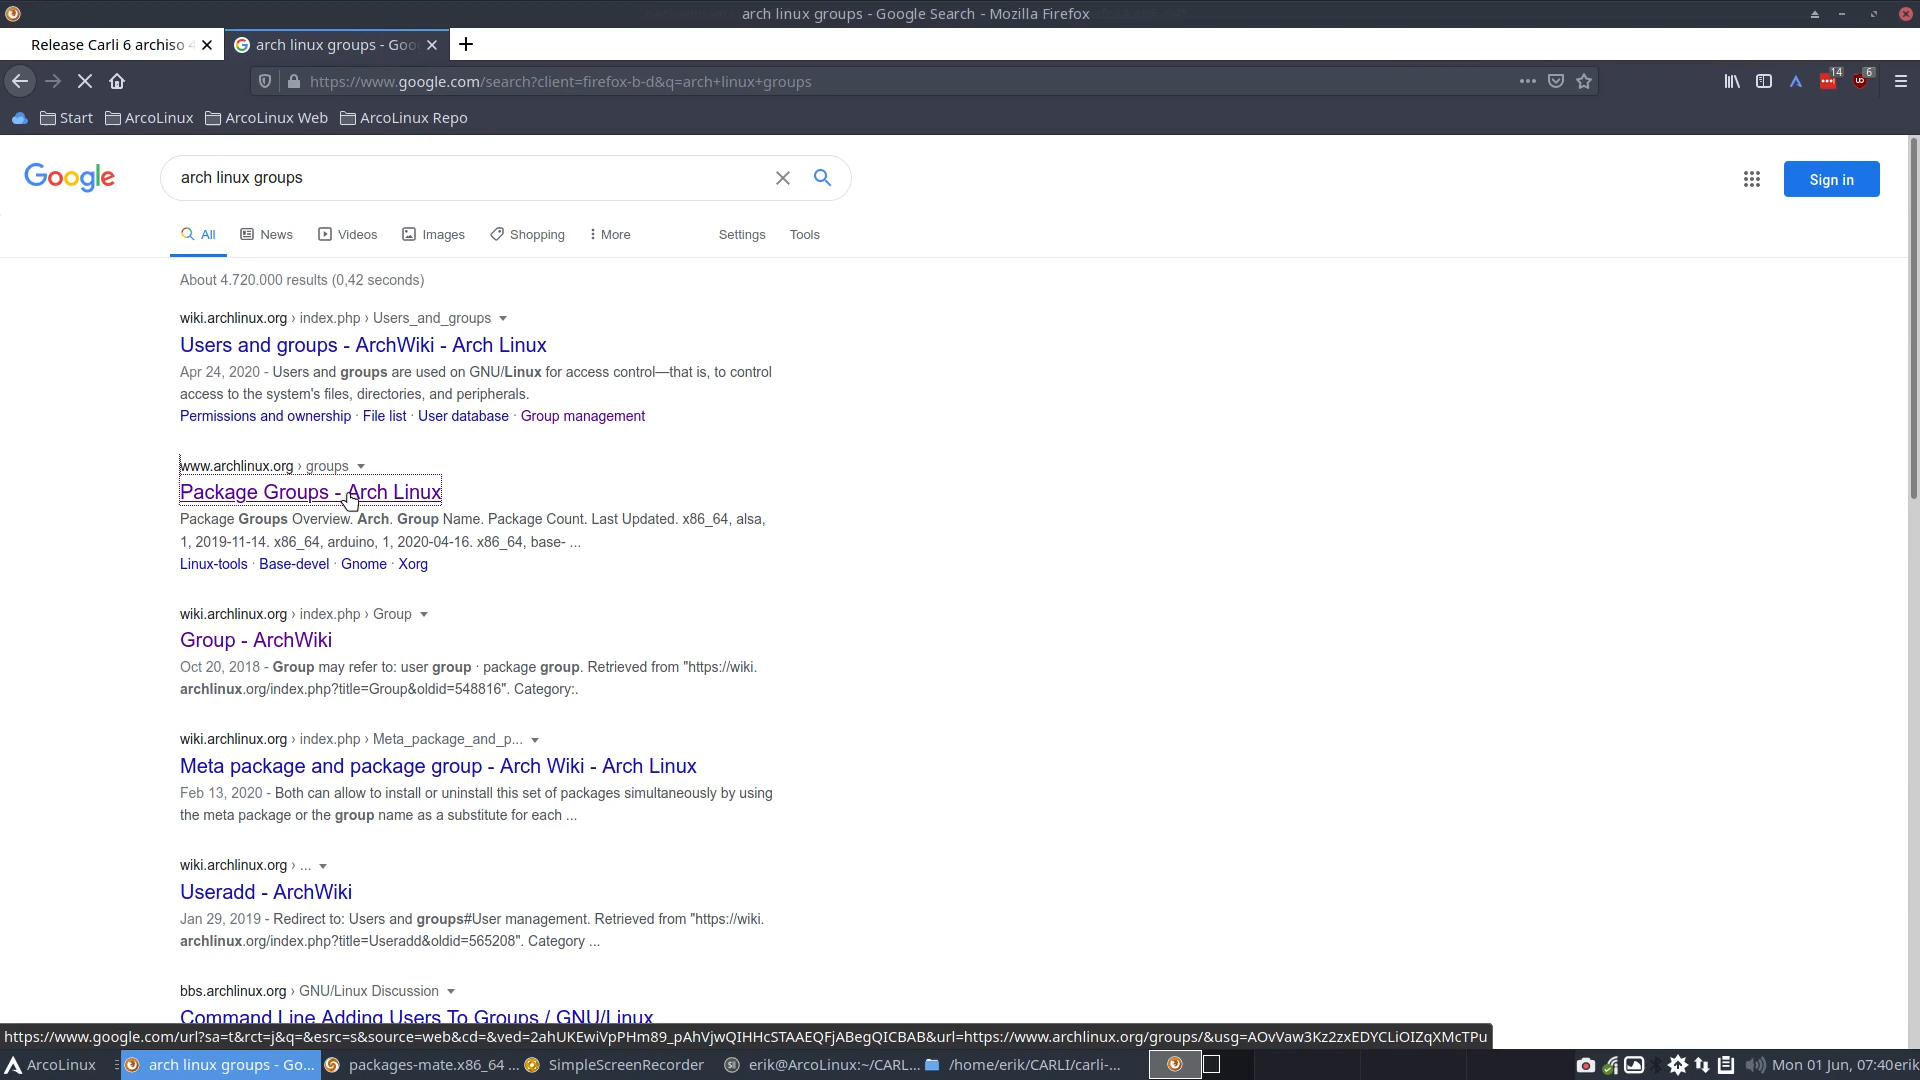 arch linux groups - Google Search - Mozilla Firefox
Release Carli 6 archiso 4
arch linux groups - Goo
https://www.google.com/search?client=firefox-b-d&q=arch+linux+groups
14
6
Start
ArcoLinux
ArcoLinux Web
ArcoLinux Repo
Google
arch linux groups
Sign in
All
News
Videos
Images
Shopping
More
Settings
Tools
About 4.720.000 results (0,42 seconds)
wiki.archlinux.org › index.php › Users_and_groups
Users and groups - ArchWiki - Arch Linux
Apr 24, 2020 - Users and groups are used on GNU/Linux for access control—that is, to control
access to the system's files, directories, and peripherals.
Permissions and ownership · File list · User database · Group management
www.archlinux.org › groups
Package Groups - Arch Linux
Package Groups Overview. Arch. Group Name. Package Count. Last Updated. x86_64, alsa,
1, 2019-11-14. x86_64, arduino, 1, 2020-04-16. x86_64, base- ...
Linux-tools · Base-devel · Gnome · Xorg
wiki.archlinux.org › index.php › Group
Group - ArchWiki
Oct 20, 2018 - Group may refer to: user group · package group. Retrieved from "https://wiki.
archlinux.org/index.php?title=Group&oldid=548816". Category:.
wiki.archlinux.org › index.php › Meta_package_and_p...
Meta package and package group - Arch Wiki - Arch Linux
Feb 13, 2020 - Both can allow to install or uninstall this set of packages simultaneously by using
the meta package or the group name as a substitute for each ...
wiki.archlinux.org › ...
Useradd - ArchWiki
Jan 29, 2019 - Redirect to: Users and groups#User management. Retrieved from "https://wiki.
archlinux.org/index.php?title=Useradd&oldid=565208". Category ...
bbs.archlinux.org › GNU/Linux Discussion
Command Line Adding Users To Groups / GNU/Linux
https://www.google.com/url?sa=t&rct=j&q=&esrc=s&source=web&cd=&ved=2ahUKEwiVpPHm89_pAhVjwQIHHcSTAAEQFjABegQICBAB&url=https://www.archlinux.org/groups/&usg=AOvVaw3Kz2zxEDYCLiOIZqXMcTPu
ArcoLinux
arch linux groups - Go...
packages-mate.x86_64 ...
SimpleScreenRecorder
erik@ArcoLinux:~/CARL...
/home/erik/CARLI/carli-...
Mon 01 Jun, 07:40
erik